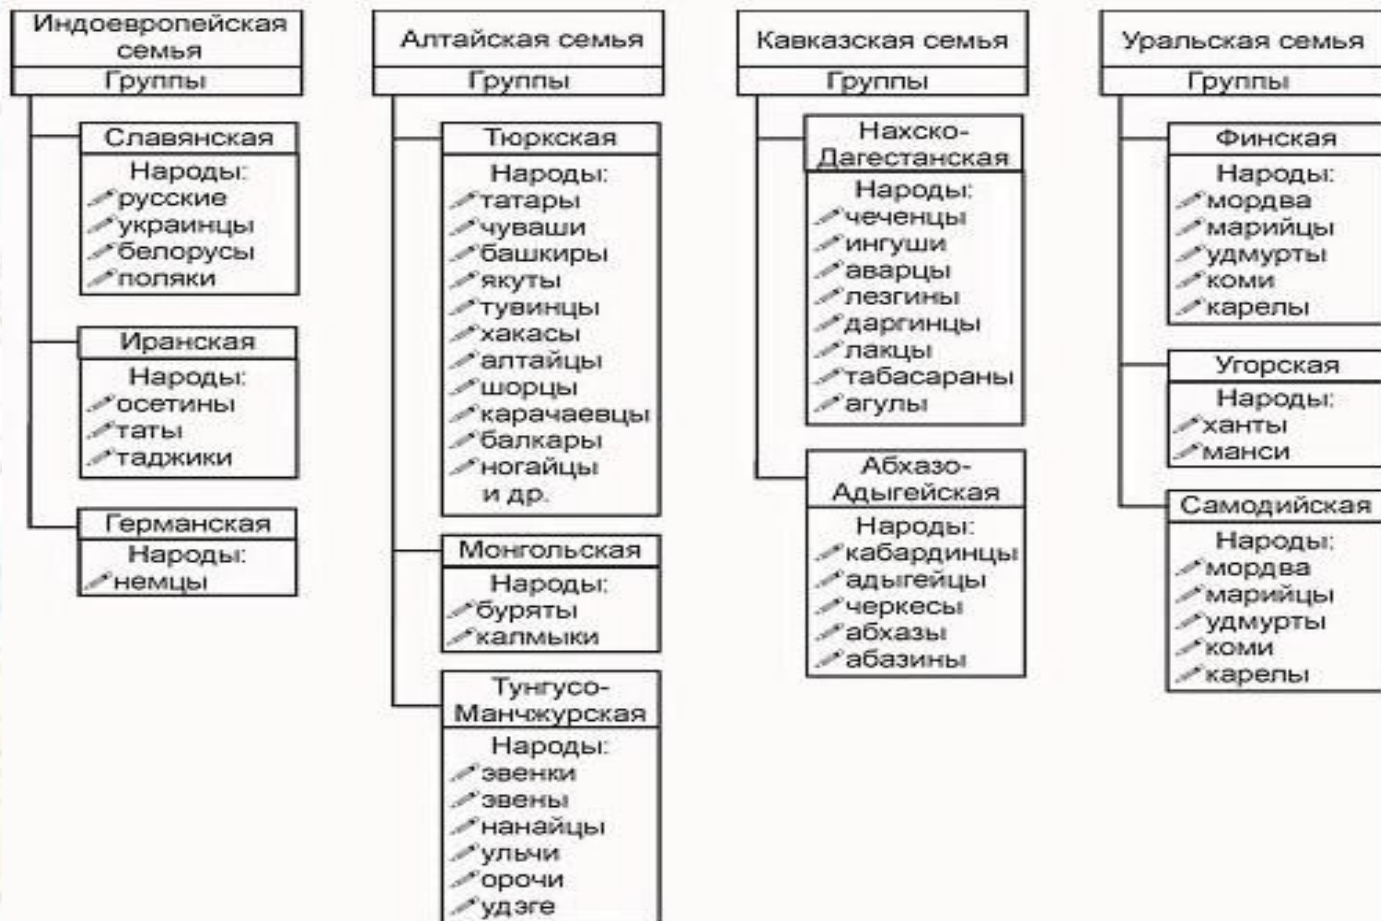 Индоевропейская
семья
Группы
Славянская
Народы:
русские
украинцы
белорусы
поляки
Иранская
Народы:
осетины
таты
таджики
Германская
Народы:
немцы
Алтайская семья
Группы
Тюркская
Народы:
татары
чуваши
башкиры
якуты
тувинцы
хакасы
алтайцы
шорцы
карачаевцы
балкары
ногайцы
и др.
Монгольская
Народы:
буряты
калмыки
Тунгусо-
Манчжурская
Народы:
эвенки
эвены
нанайцы
ульчи
орочи
удэге
Кавказская семья
Группы
Нахско-
Дагестанская
Народы:
чеченцы
ингуши
аварцы
лезгины
даргинцы
лакцы
табасараны
агулы
Абхазо-
Адыгейская
Народы:
кабардинцы
адыгейцы
черкесы
абхазы
абазины
Уральская семья
Группы
Финская
Народы:
мордва
марийцы
удмурты
коми
карелы
Угорская
Народы:
ханты
манси
Самодийская
Народы:
мордва
марийцы
удмурты
коми
карелы